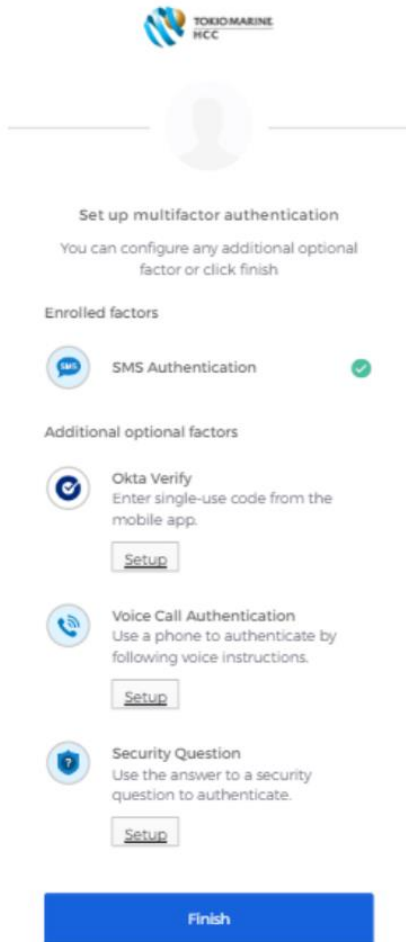 TOKIO MARINE
HCC
Set up multifactor authentication
You can configure any additional optional
factor or click finish
Enrolled factors
SMS
SMS Authentication
Additional optional factors
Okta Verify
Enter single-use code from the
mobile app.
Setup
Voice Call Authentication
Use a phone to authenticate by
following voice instructions.
Setup
?
Security Question
Use the answer to a security
question to authenticate.
Setup
Finish